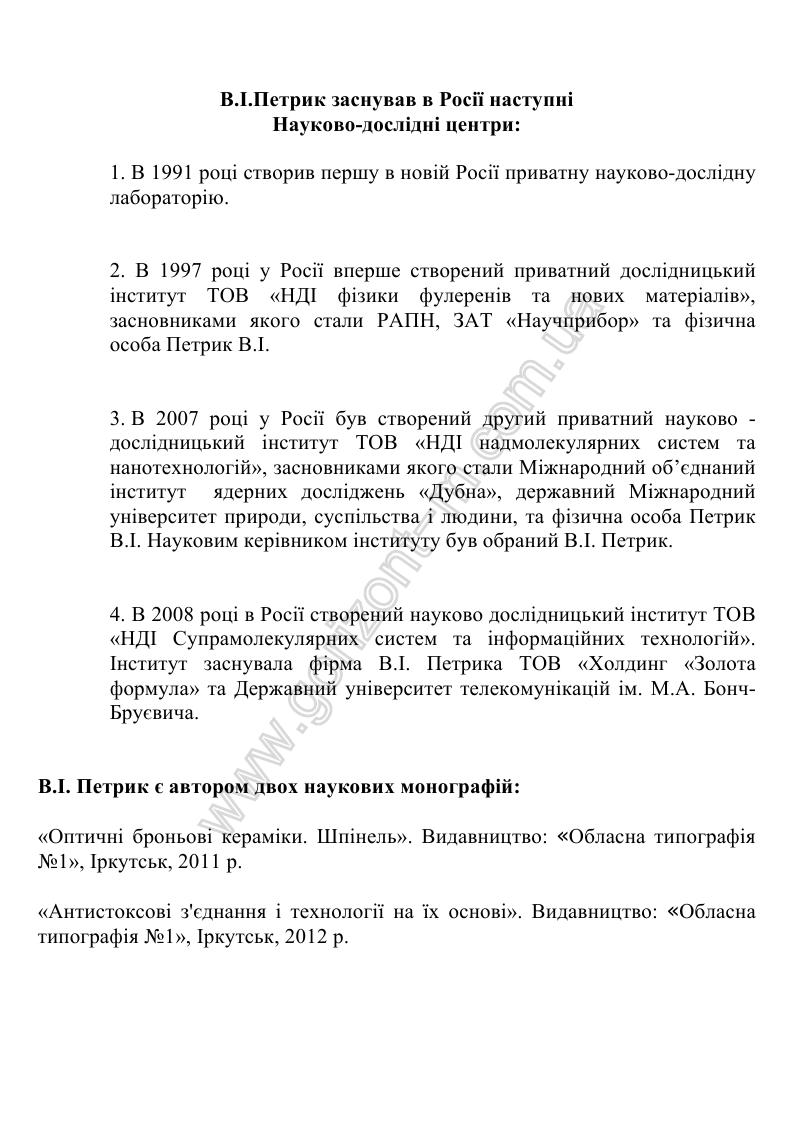 В.І.Петрик заснував в Росії наступні
Науково-дослідні центри:
1. В 1991 році створив першу в новій Росії приватну науково-дослідну
лабораторію.
2. В 1997 році у Росії вперше створений приватний дослідницький
інститут ТОВ «НДІ фізики фулеренів та нових матеріалів»,
засновниками якого стали РАПН, ЗАТ «Научприбор» та фізична
особа Петрик В.І.
3. В 2007 році у Росії був створений другий приватний науково -
дослідницький інститут ТОВ «НДІ надмолекулярних систем та
нанотехнологій», засновниками якого стали Міжнародний об’єднаний
інститут ядерних досліджень «Дубна», державний Міжнародний
університет природи, суспільства і людини, та фізична особа Петрик
В.І. Науковим керівником інституту був обраний В.І. Петрик.
4. В 2008 році в Росії створений науково дослідницький інститут ТОВ
«НДІ Супрамолекулярних систем та інформаційних технологій».
Інститут заснувала фірма В.І. Петрика ТОВ «Холдинг «Золота
формула» та Державний університет телекомунікацій ім. М.А. Бонч-
Бруєвича.
В.І. Петрик є автором двох наукових монографій:
«Оптичні броньові кераміки. Шпінель». Видавництво: «Обласна типографія
№1», Іркутськ, 2011 р.
«Антистоксові з'єднання і технології на їх основі». Видавництво: «Обласна
типографія №1», Іркутськ, 2012 р.
www.gorizont-m.com.ua